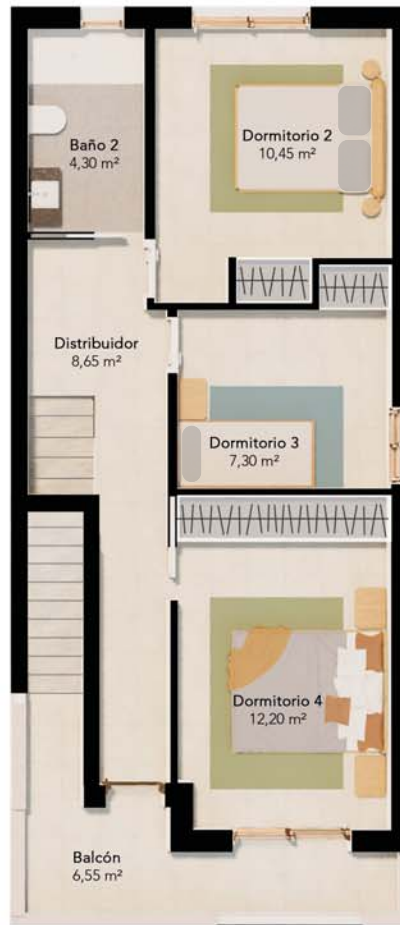 Baño 2
4,30 m²
Dormitorio 2
10,45 m²
Distribuidor
8,65 m²
Dormitorio 3
7,30 m²
Dormitorio 4
12,20 m²
Balcón
6,55 m²